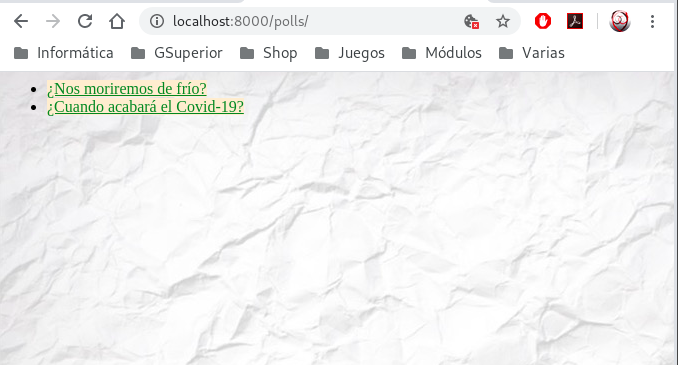 localhost:8000/polls/
Informática GSuperior Shop Juegos Módulos Varias
¿Nos moriremos de frío?
¿Cuando acabará el Covid-19?